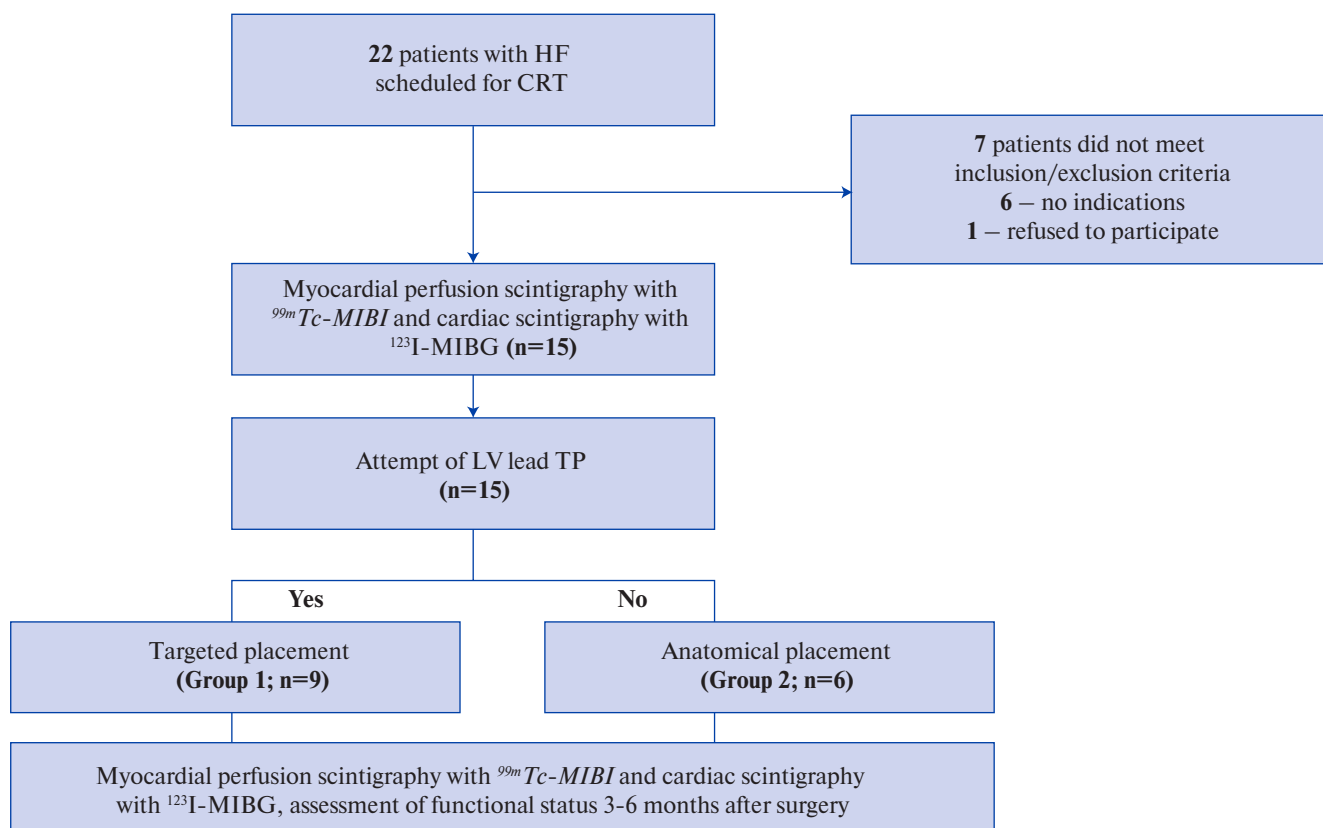 22 patients with HF
scheduled for CRT
7 patients did not meet
inclusion/exclusion criteria
6 – no indications
1 – refused to participate
Myocardial perfusion scintigraphy with
99mTc-MIBI and cardiac scintigraphy with
123I-MIBG (n=15)
Attempt of LV lead TP
(n=15)
Yes
No
Targeted placement
(Group 1; n=9)
Anatomical placement
(Group 2; n=6)
Myocardial perfusion scintigraphy with 99mTc-MIBI and cardiac scintigraphy
with 123I-MIBG, assessment of functional status 3-6 months after surgery